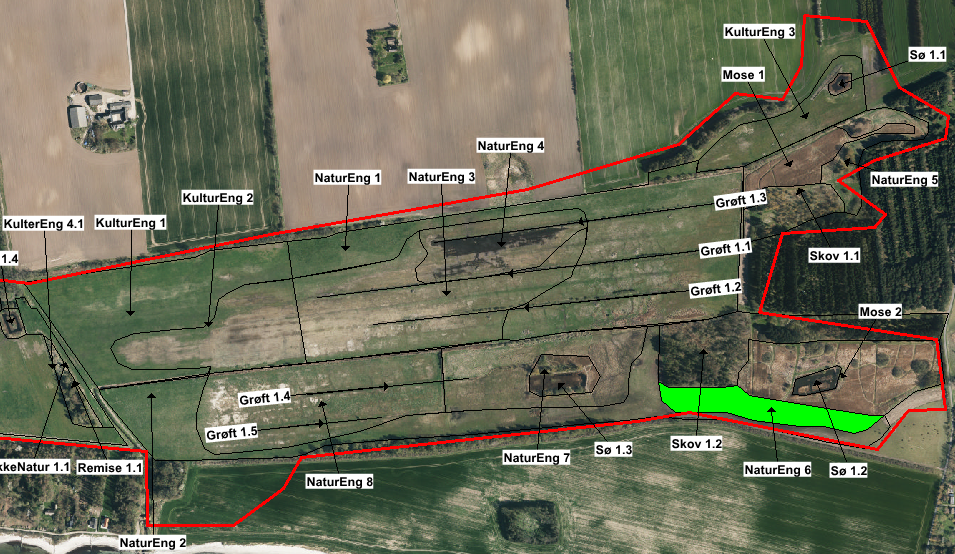 KulturEng 3
Sø 1.1
Mose 1
NaturEng 4
NaturEng 1
NaturEng 3
NaturEng 5
KulturEng 2
Grøft 1.3
KulterEng 4.1
KulturEng 1
Grøft 1.1
Skov 1.1
1.4
Grøft 1.2
Mose 2
Grøft 1.4
Grøft 1.5
Skov 1.2
Sø 1.3
NaturEng 7
kkeNatur 1.1
Remise 1.1
NaturEng 6
Sø 1.2
NaturEng 8
NaturEng 2